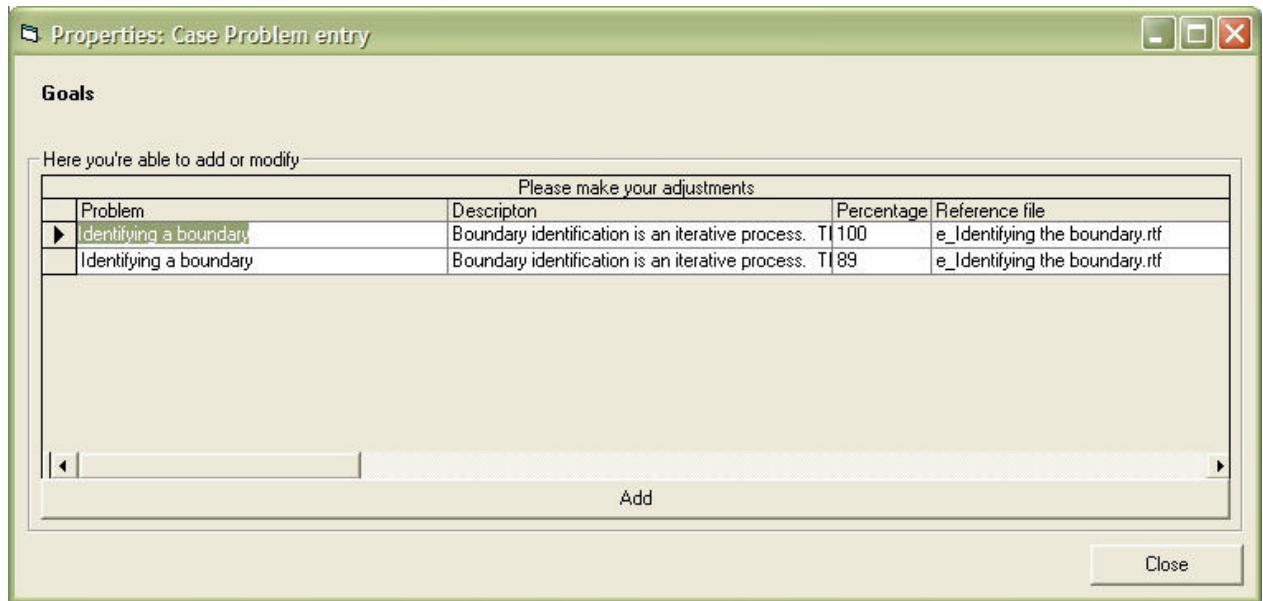 Properties: Case Problem entry
Goals
Here you're able to add or modify
Please make your adjustments
Problem Descripton Percentage Reference file
Identifying a boundary Boundary identification is an iterative process. 100 e_Identifying the boundary.rtf
Identifying a boundary Boundary identification is an iterative process. 89 e_Identifying the boundary.rtf
Add
Close